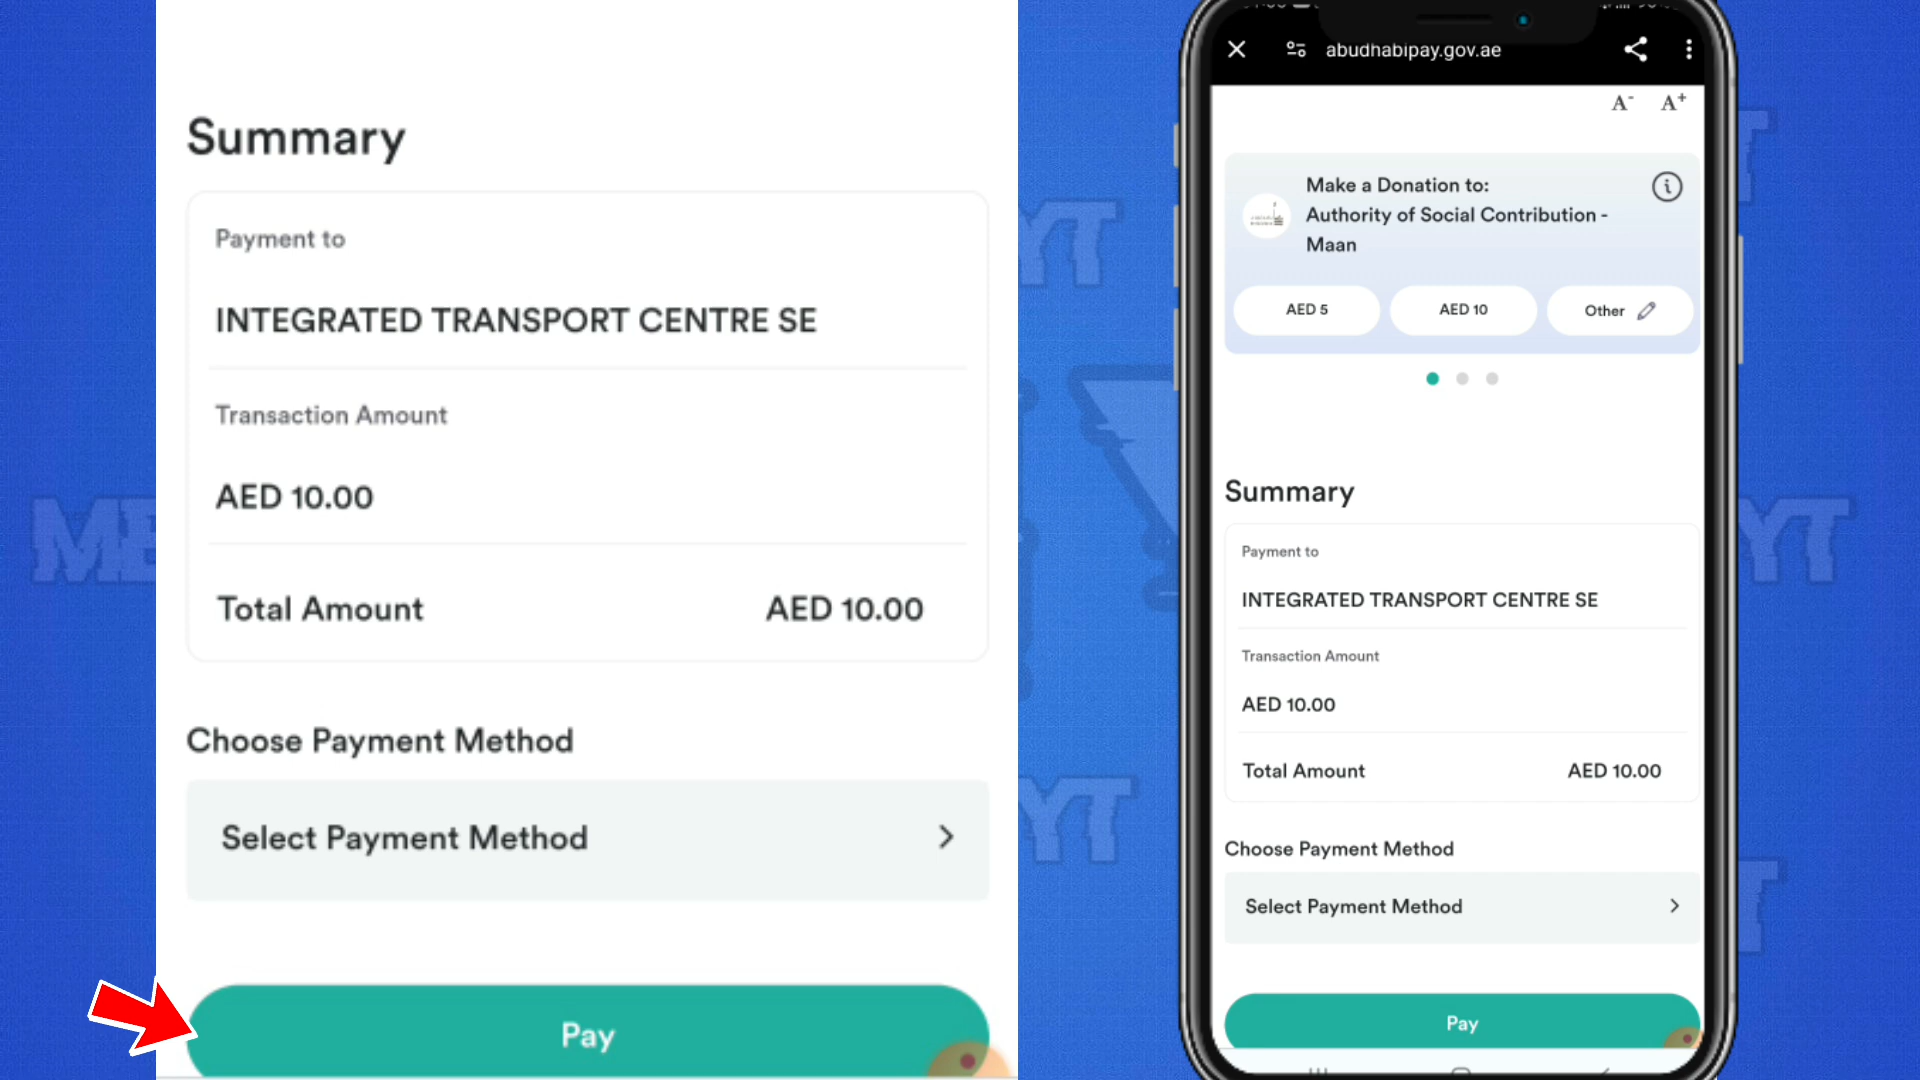 Summary
Payment to
INTEGRATED TRANSPORT CENTRE SE
Transaction Amount
AED 10.00
Total Amount AED 10.00
Choose Payment Method
Select Payment Method
Pay
abudhabipay.gov.ae
A- A+
Make a Donation to:
Authority of Social Contribution -
Maan
AED 5 AED 10 Other
Summary
Payment to
INTEGRATED TRANSPORT CENTRE SE
Transaction Amount
AED 10.00
Total Amount AED 10.00
Choose Payment Method
Select Payment Method
Pay
YT
YT
YT